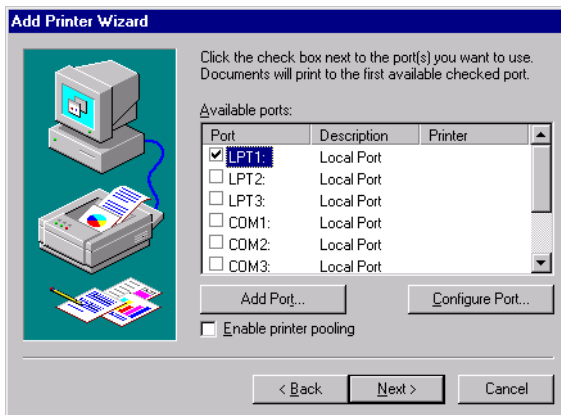 Add Printer Wizard
Click the check box next to the port(s) you want to use.
Documents will print to the first available checked port.
Available ports:
Port Description Printer
LPT1: Local Port
LPT2: Local Port
LPT3: Local Port
COM1: Local Port
COM2: Local Port
COM3: Local Port
Add Port... Configure Port...
Enable printer pooling
< Back Next > Cancel